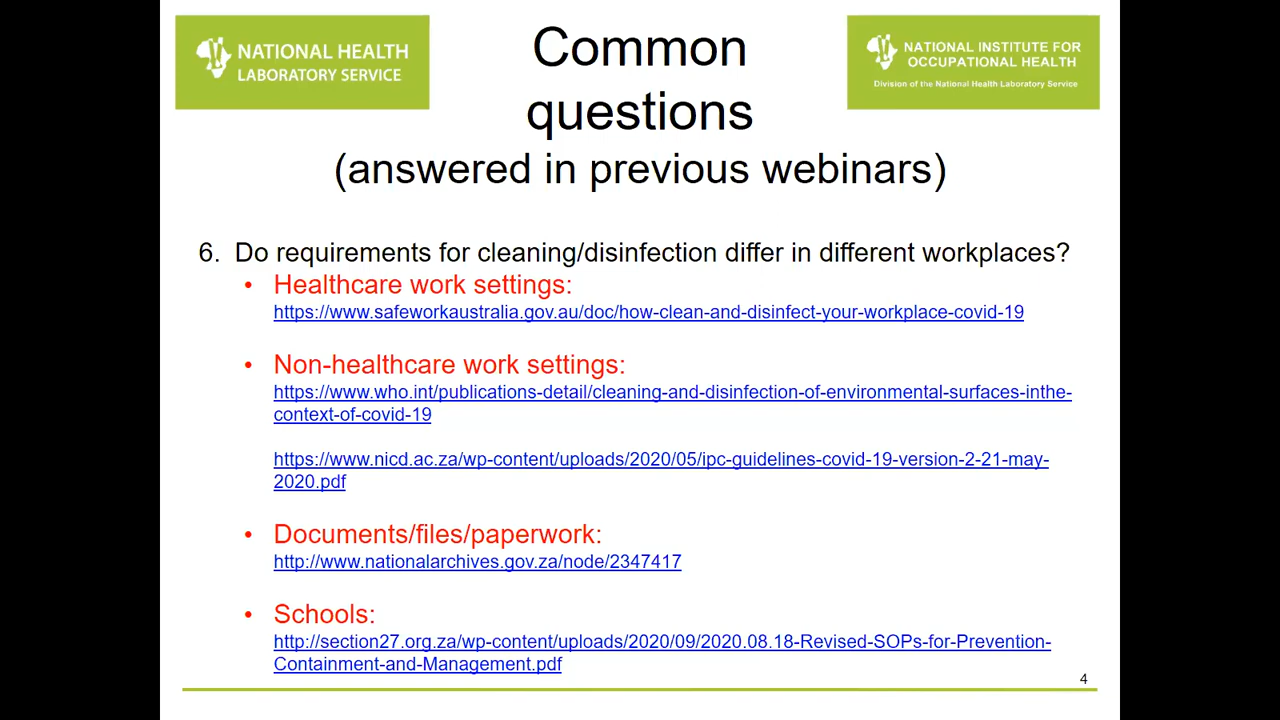 NATIONAL HEALTH
LABORATORY SERVICE
Common
questions
(answered in previous webinars)
NATIONAL INSTITUTE FOR
OCCUPATIONAL HEALTH
Division of the National Health Laboratory Service
6. Do requirements for cleaning/disinfection differ in different workplaces?
• Healthcare work settings:
https://www.safeworkaustralia.gov.au/doc/how-clean-and-disinfect-your-workplace-covid-19
• Non-healthcare work settings:
https://www.who.int/publications-detail/cleaning-and-disinfection-of-environmental-surfaces-inthe-
context-of-covid-19
https://www.nicd.ac.za/wp-content/uploads/2020/05/ipc-guidelines-covid-19-version-2-21-may-
2020.pdf
• Documents/files/paperwork:
http://www.nationalarchives.gov.za/node/2347417
• Schools:
http://section27.org.za/wp-content/uploads/2020/09/2020.08.18-Revised-SOPs-for-Prevention-
Containment-and-Management.pdf
4